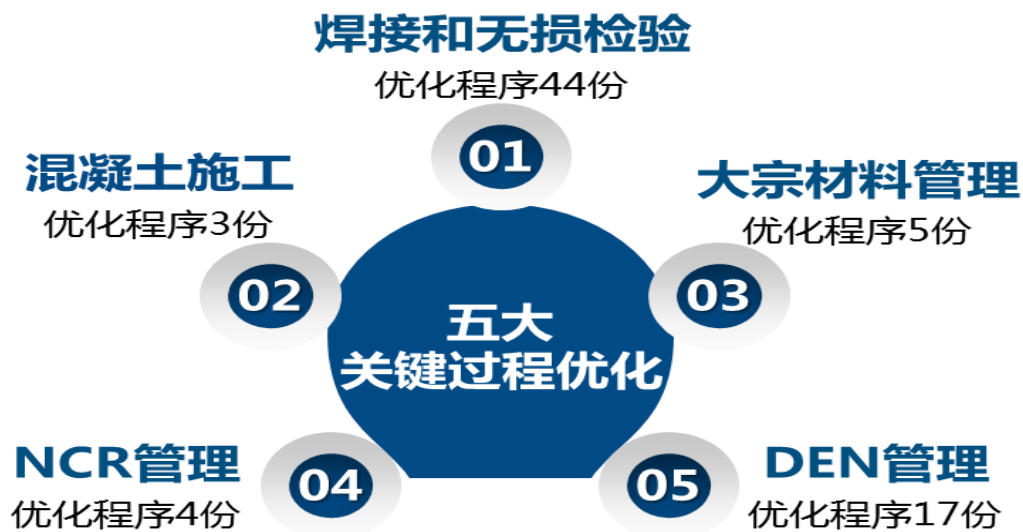 焊接和无损检验
优化程序44份
01
混凝土施工
优化程序3份
02
大宗材料管理
优化程序5份
03
五大
关键过程优化
NCR管理
优化程序4份
04
05
DEN管理
优化程序17份